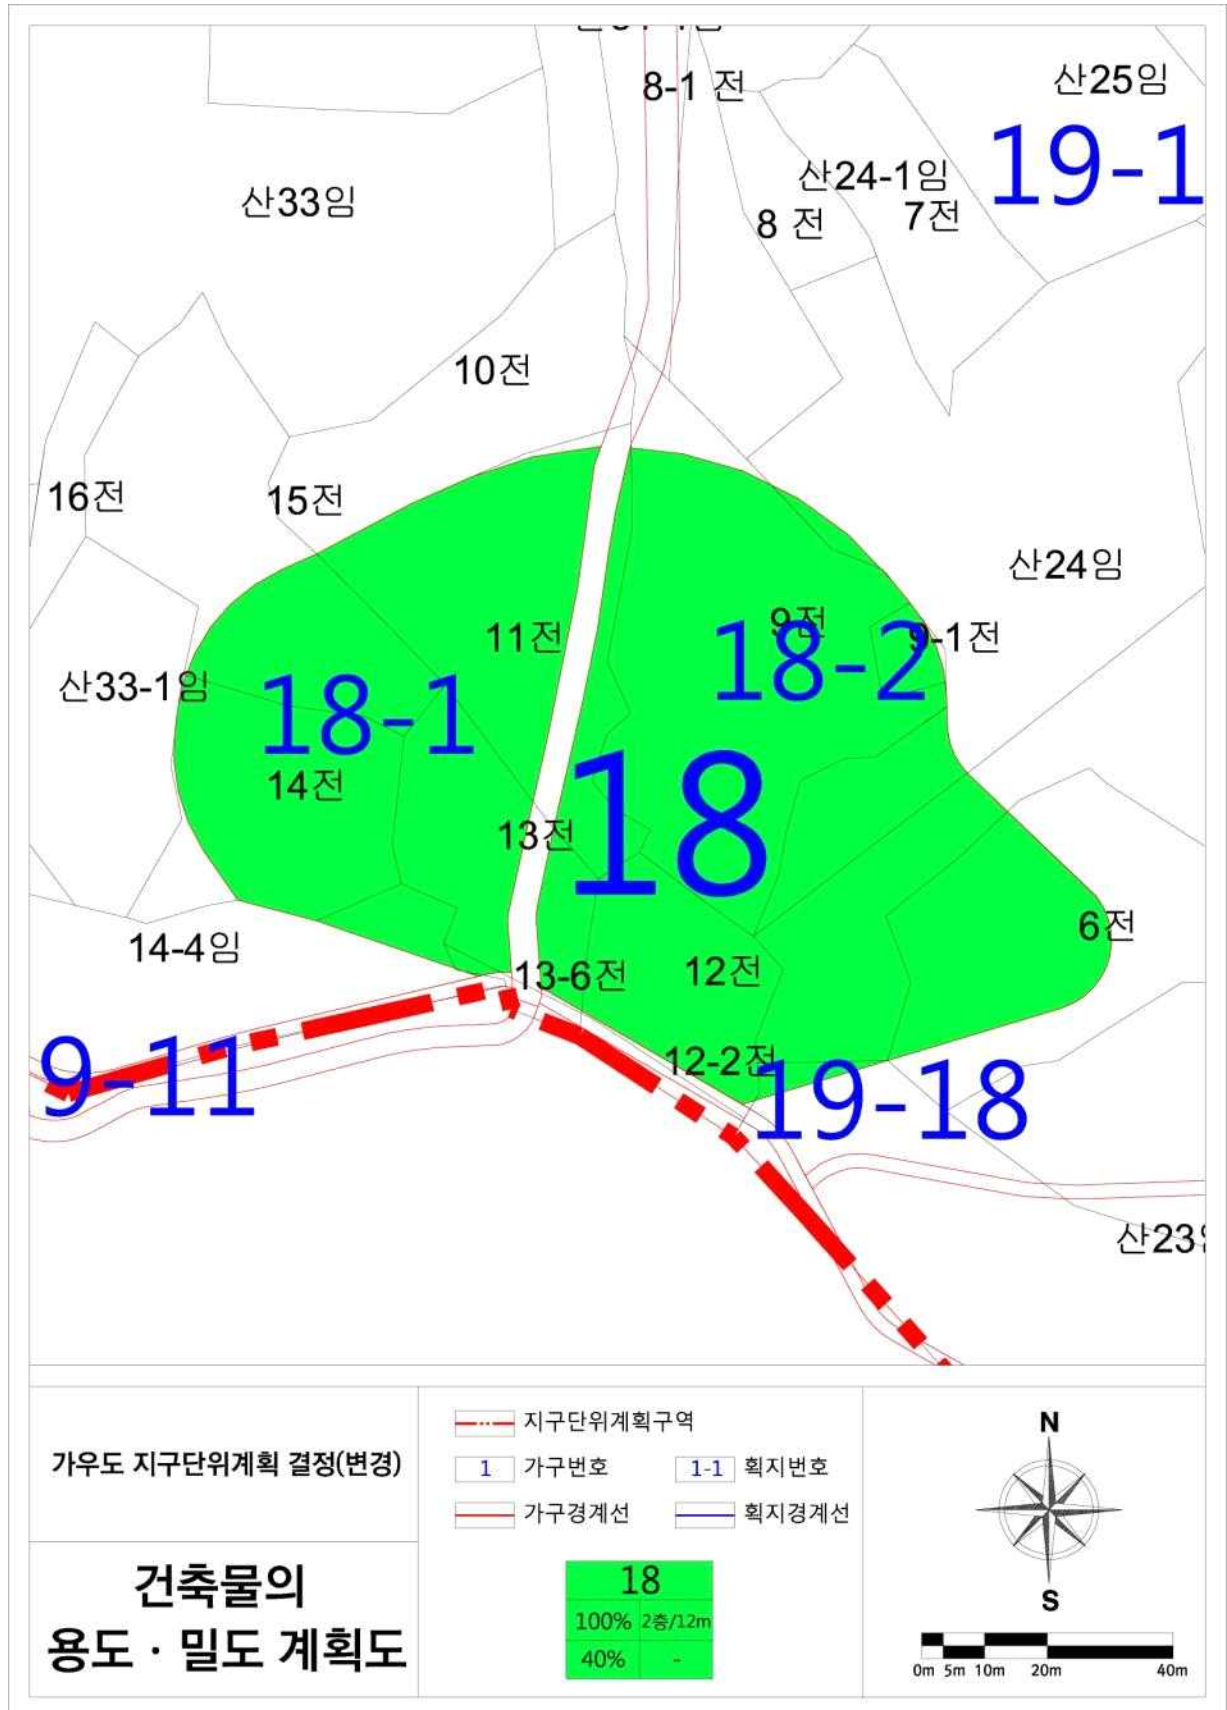 8-1 전
산25임
19-1
산24-1임
산33임
7전
8 전
10전
16전
15전
산24임
9전
11전
9-1전
18-2
산33-1임
18-1
14전
18
13전
6전
14-4임
13-6전
12전
9-11
12-2전
19-18
산23임
가우도 지구단위계획 결정(변경)
건축물의
용도 · 밀도 계획도
지구단위계획구역
1 가구번호
1-1 획지번호
가구경계선
획지경계선
18
100% 2층/12m
40% -
N
S
0m 5m 10m 20m 40m